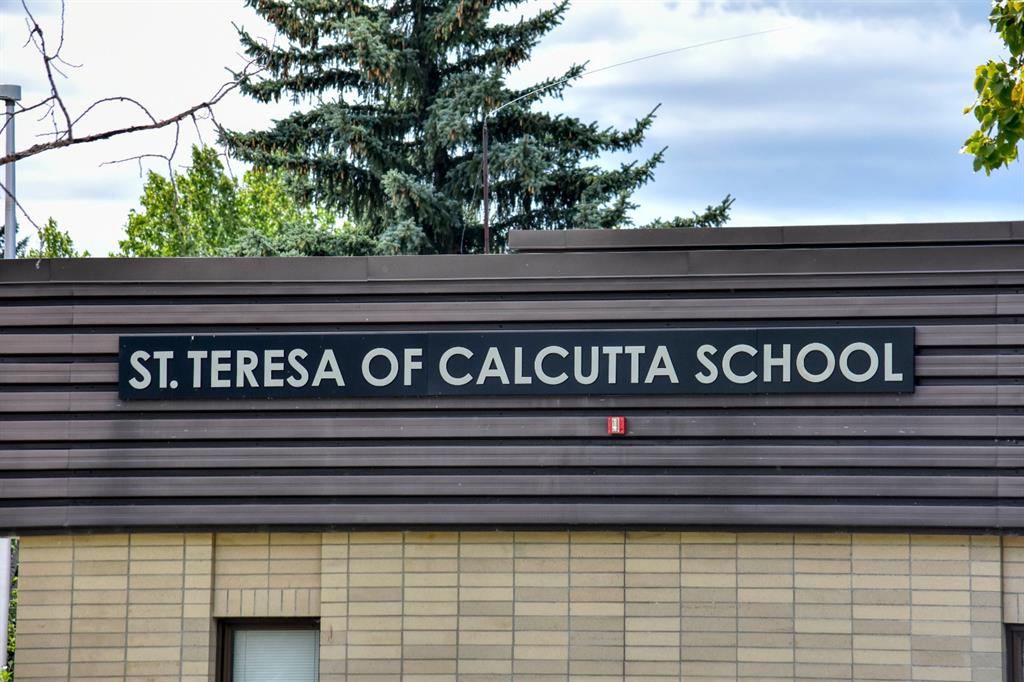 ST. TERESA OF CALCUTTA SCHOOL